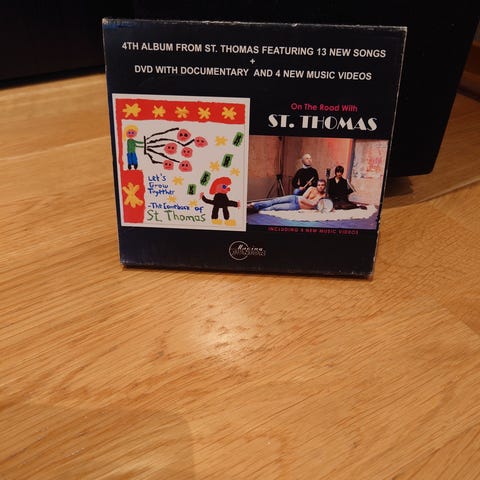 4TH ALBUM FROM ST. THOMAS FEATURING 13 NEW SONGS
+
DVD WITH DOCUMENTARY AND 4 NEW MUSIC VIDEOS
Let's
Grow
Together
-The Comeback of
St. Thomas
On The Road With
ST. THOMAS
INCLUDING 4 NEW MUSIC VIDEOS